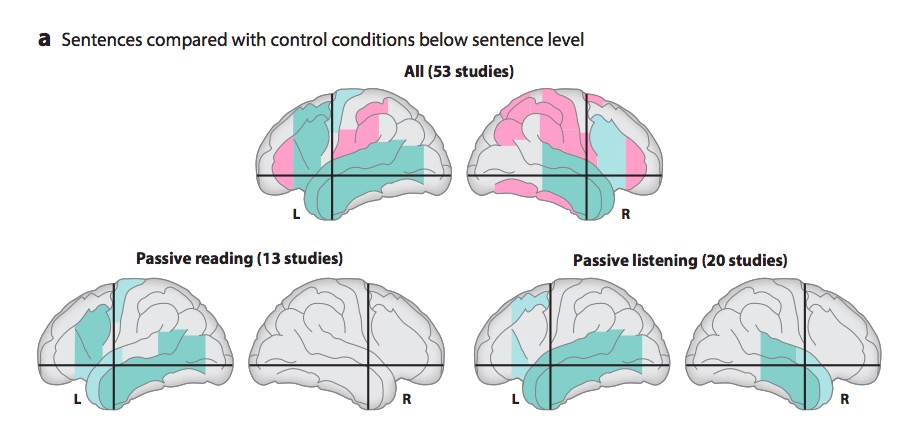 a Sentences compared with control conditions below sentence level
All (53 studies)
L R
Passive reading (13 studies) Passive listening (20 studies)
L R L R